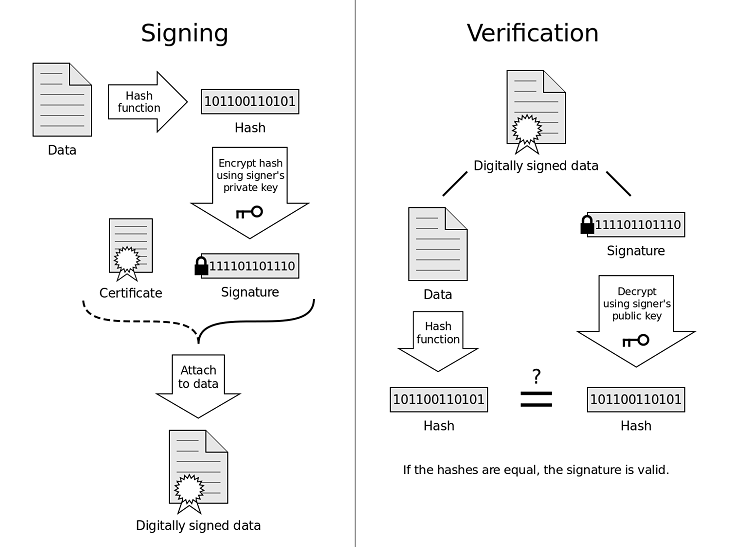 Signing
Hash
function
101100110101
Data
Hash
Encrypt hash
using signer's
private key
Certificate
111101101110
Signature
Attach
to data
Digitally signed data
Verification
Digitally signed data
Data
111101101110
Signature
Hash
function
Decrypt
using signer's
public key
101100110101
Hash
?
101100110101
Hash
If the hashes are equal, the signature is valid.